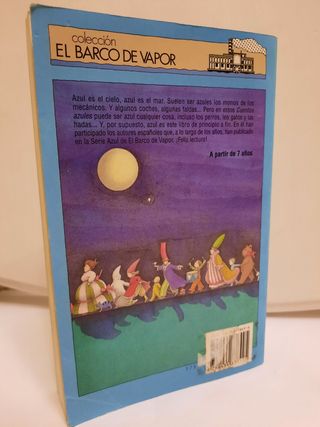 colección
EL BARCO DE VAPOR
Azul es el cielo, azul es el mar. Suelen ser azules los monos de los
mecánicos. Y algunos coches, algunas faldas... Pero en estos Cuentos
azules puede ser azul cualquier cosa, incluso los perros, los gatos y las
hadas... Y, por supuesto, azul es este libro de principio a fin. En él han
participado los autores españoles que, a lo largo de los años, han publicado
en la Serie Azul de El Barco de Vapor. ¡Feliz lectura!
A partir de 7 años